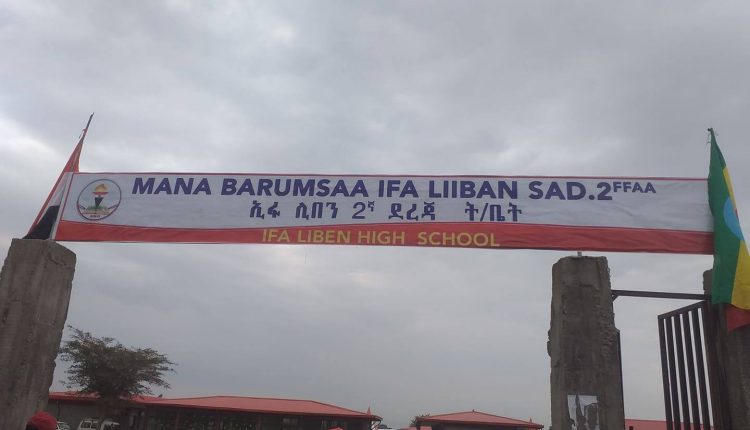 MANA BARUMSAA IFA LIIBAN SAD.2FFAA
ኢፋ ሊበን 2ኛ ደረጃ ት/ቤት
IFA LIBEN HIGH SCHOOL